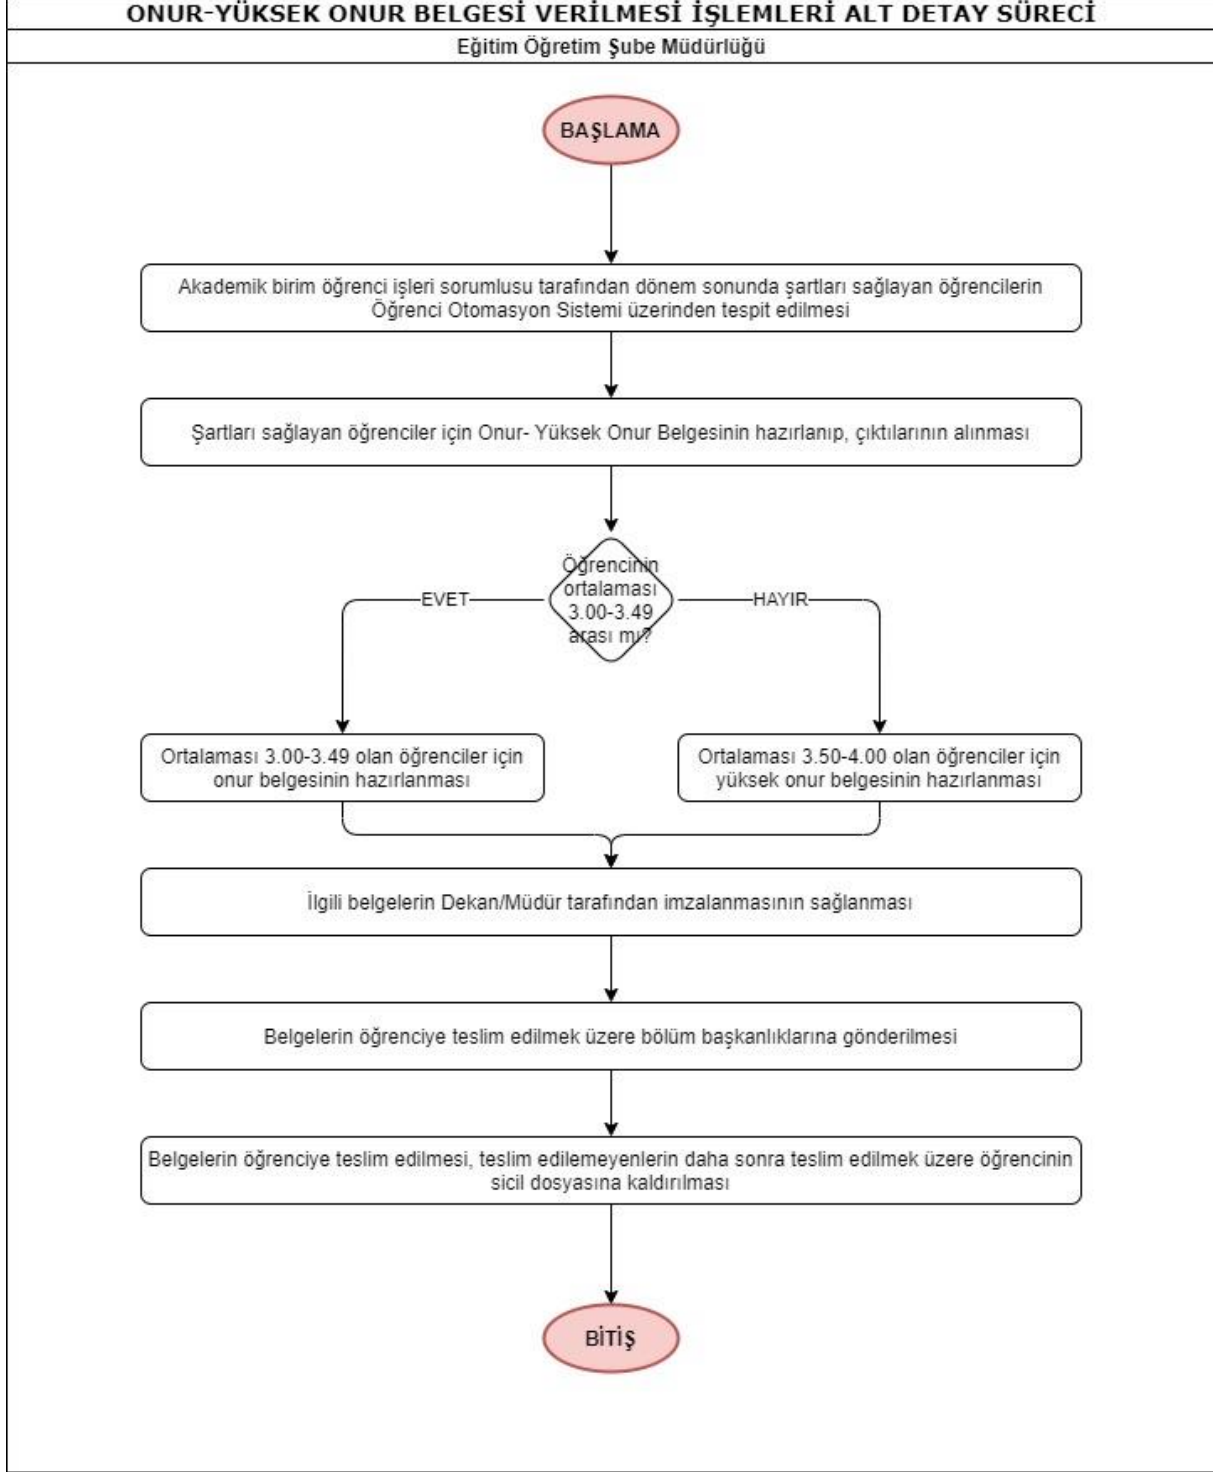 ONUR-YÜKSEK ONUR BELGESİ VERİLMESİ İŞLEMLERİ ALT DETAY SÜRECİ
Eğitim Öğretim Şube Müdürlüğü
BAŞLAMA
Akademik birim öğrenci işleri sorumlusu tarafından dönem sonunda şartları sağlayan öğrencilerin
Öğrenci Otomasyon Sistemi üzerinden tespit edilmesi
Şartları sağlayan öğrenciler için Onur- Yüksek Onur Belgesinin hazırlanıp, çıktılarının alınması
Öğrencinin
ortalaması
3.00-3.49
arası mı?
EVET
HAYIR
Ortalaması 3.00-3.49 olan öğrenciler için
onur belgesinin hazırlanması
Ortalaması 3.50-4.00 olan öğrenciler için
yüksek onur belgesinin hazırlanması
İlgili belgelerin Dekan/Müdür tarafından imzalanmasının sağlanması
Belgelerin öğrenciye teslim edilmek üzere bölüm başkanlıklarına gönderilmesi
Belgelerin öğrenciye teslim edilmesi, teslim edilemeyenlerin daha sonra teslim edilmek üzere öğrencinin
sicil dosyasına kaldırılması
BİTİŞ